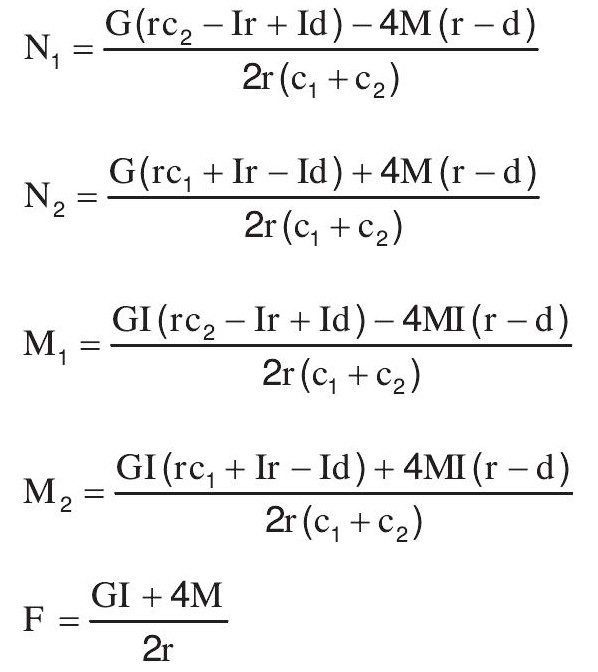 N₁ = G(rc₂ − Ir + Id) − 4M(r − d) / 2r(c₁ + c₂)
N₂ = G(rc₁ + Ir − Id) + 4M(r − d) / 2r(c₁ + c₂)
M₁ = GI(rc₂ − Ir + Id) − 4MI(r − d) / 2r(c₁ + c₂)
M₂ = GI(rc₁ + Ir − Id) + 4MI(r − d) / 2r(c₁ + c₂)
F = GI + 4M / 2r